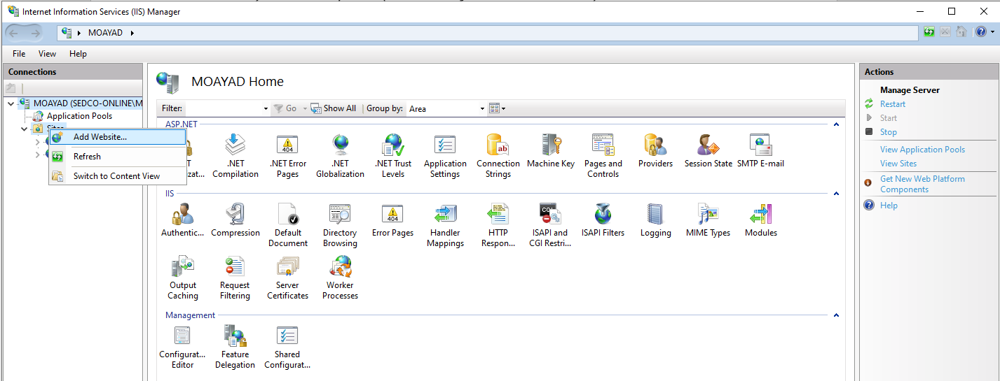 Internet Information Services (IIS) Manager
MOAYAD
File View Help
Connections
MOAYAD (SEDCO-ONLINE\M
Application Pools
Sites
Add Website...
Refresh
Switch to Content View
MOAYAD Home
Filter: Go Show All Group by: Area
ASP.NET
.NET
Compilation
.NET Error
Pages
.NET
Globalization
.NET Trust
Levels
Application
Settings
Connection
Strings
Machine Key
Pages and
Controls
Providers
Session State
SMTP E-mail
IIS
Authentic...
Compression
Default
Document
Directory
Browsing
Error Pages
Handler
Mappings
HTTP
Respon...
ISAPI and
CGI Restri...
ISAPI Filters
Logging
MIME Types
Modules
Output
Caching
Request
Filtering
Server
Certificates
Worker
Processes
Management
Configurat...
Editor
Feature
Delegation
Shared
Configurat...
Actions
Manage Server
Restart
Start
Stop
View Application Pools
View Sites
Get New Web Platform
Components
Help